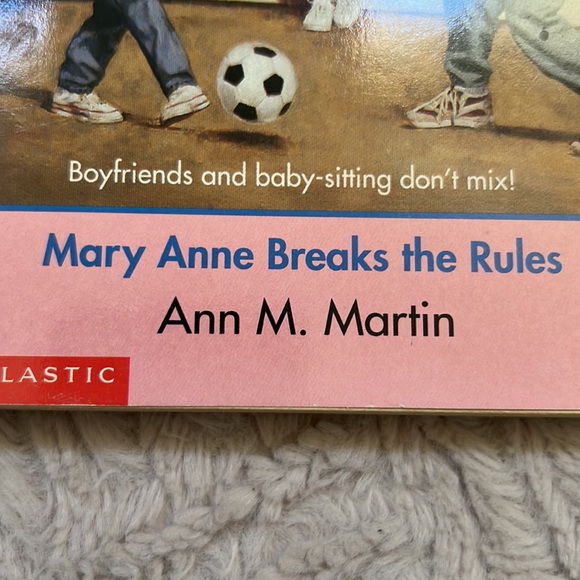 Boyfriends and baby-sitting don't mix!
Mary Anne Breaks the Rules
Ann M. Martin
LASTIC